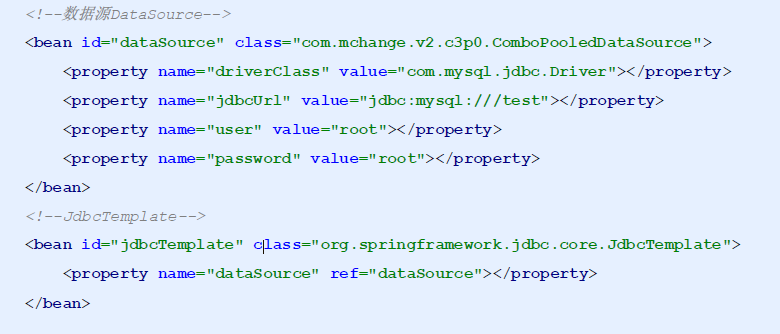 <!--数据源DataSource-->
<bean id="dataSource" class="com.mchange.v2.c3p0.ComboPooledDataSource">
    <property name="driverClass" value="com.mysql.jdbc.Driver"></property>
    <property name="jdbcUrl" value="jdbc:mysql:///test"></property>
    <property name="user" value="root"></property>
    <property name="password" value="root"></property>
</bean>
<!--JdbcTemplate-->
<bean id="jdbcTemplate" class="org.springframework.jdbc.core.JdbcTemplate">
    <property name="dataSource" ref="dataSource"></property>
</bean>